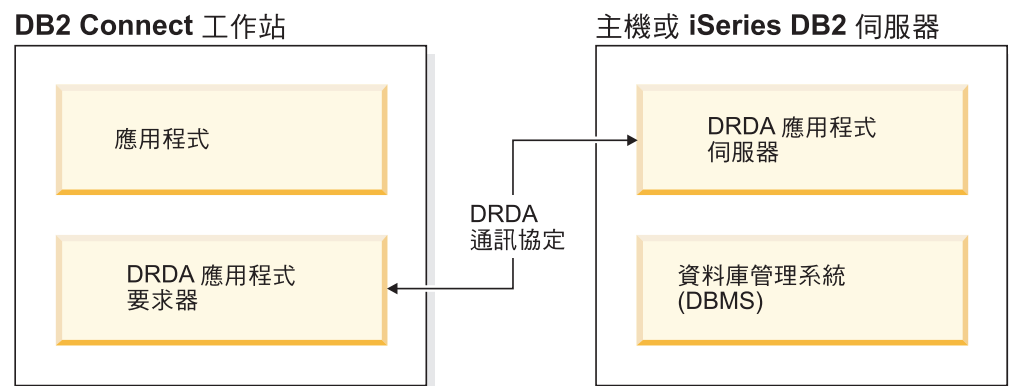 DB2 Connect 工作站
應用程式
DRDA 應用程式
要求器
DRDA
通訊協定
主機或 iSeries DB2 伺服器
DRDA 應用程式
伺服器
資料庫管理系統
(DBMS)